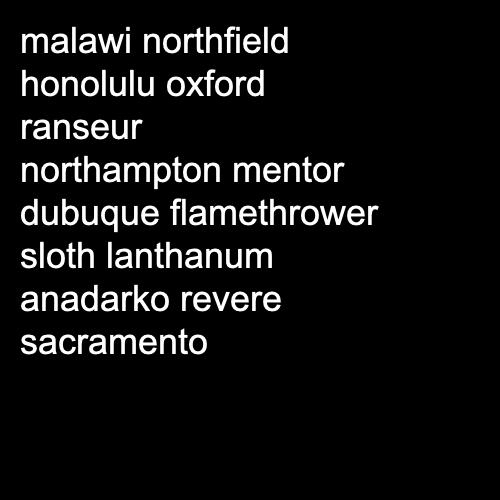 malawi northfield
honolulu oxford
ranseur
northampton mentor
dubuque flamethrower
sloth lanthanum
anadarko revere
sacramento